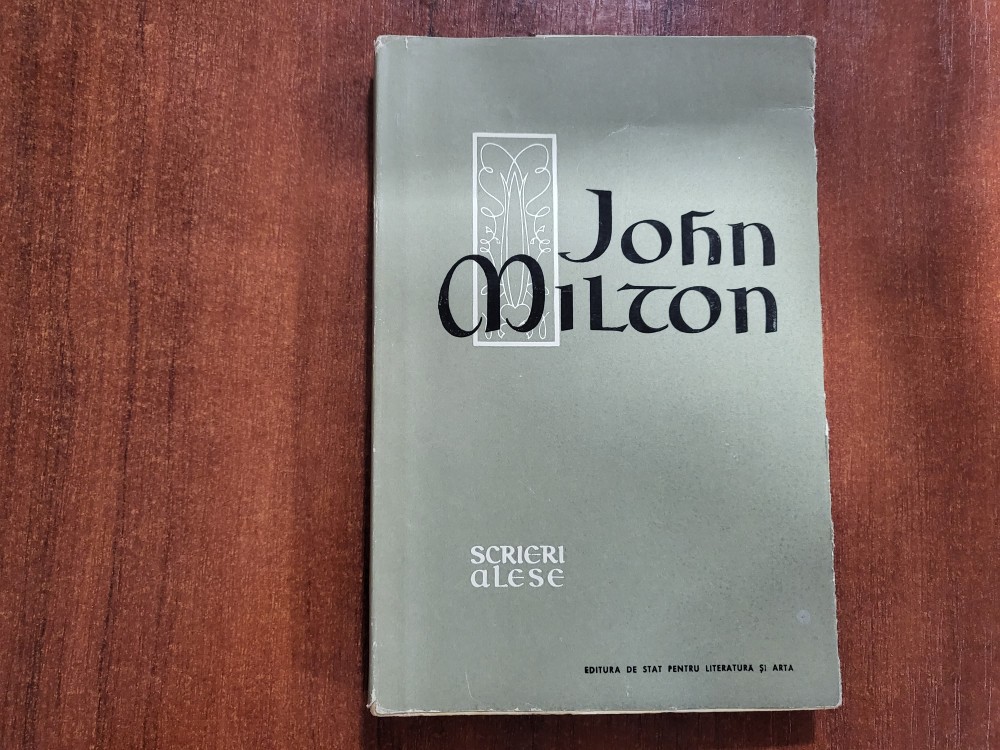 John
Milton
SCRIERI
ALESE
EDITURA DE STAT PENTRU LITERATURA ŞI ARTA